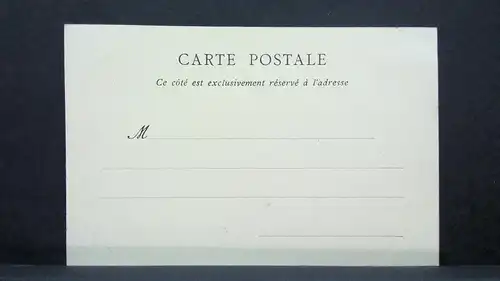 CARTE POSTALE
Ce côté est exclusivement réservé à l'adresse
M